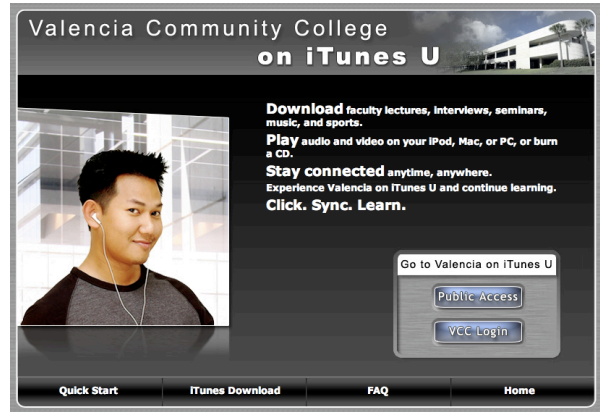 Valencia Community College
on iTunes U
Download faculty lectures, interviews, seminars,
music, and sports.
Play audio and video on your iPod, Mac, or PC, or burn
a CD.
Stay connected anytime, anywhere.
Experience Valencia on iTunes U and continue learning.
Click. Sync. Learn.
Go to Valencia on iTunes U
Public Access
VCC Login
Quick Start iTunes Download FAQ Home